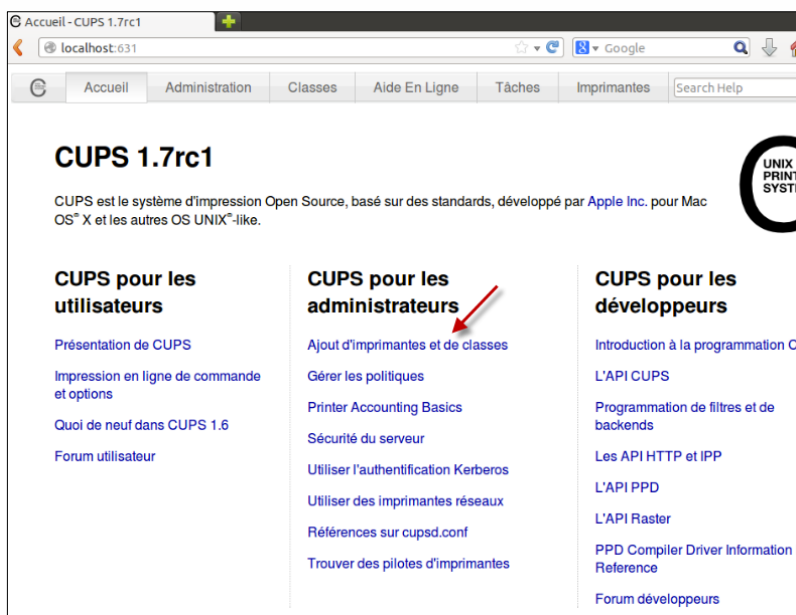 Accueil - CUPS 1.7rc1
localhost:631
Google
Accueil
Administration
Classes
Aide En Ligne
Tâches
Imprimantes
Search Help
CUPS 1.7rc1
UNIX
PRINT
SYST
CUPS est le système d'impression Open Source, basé sur des standards, développé par Apple Inc. pour Mac
OS® X et les autres OS UNIX®-like.
CUPS pour les
utilisateurs
Présentation de CUPS
Impression en ligne de commande
et options
Quoi de neuf dans CUPS 1.6
Forum utilisateur
CUPS pour les
administrateurs
Ajout d'imprimantes et de classes
Gérer les politiques
Printer Accounting Basics
Sécurité du serveur
Utiliser l'authentification Kerberos
Utiliser des imprimantes réseaux
Références sur cupsd.conf
Trouver des pilotes d'imprimantes
CUPS pour les
développeurs
Introduction à la programmation C
L'API CUPS
Programmation de filtres et de
backends
Les API HTTP et IPP
L'API PPD
L'API Raster
PPD Compiler Driver Information
Reference
Forum développeurs